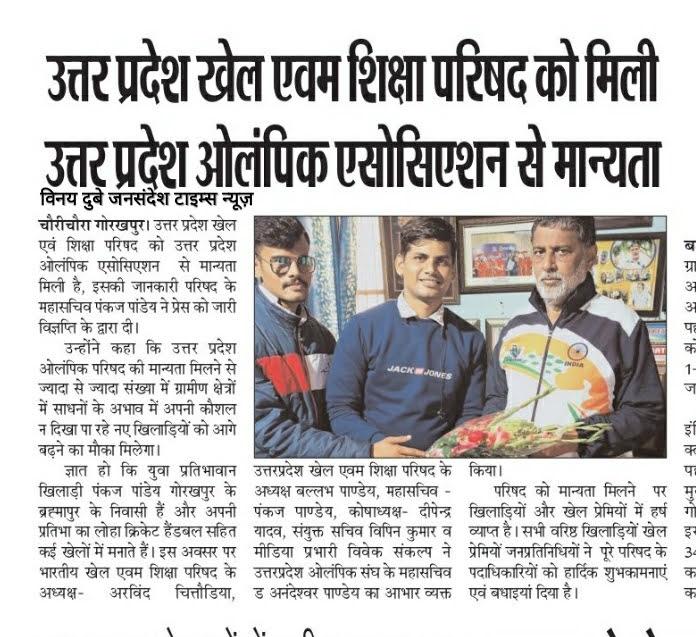 उत्तर प्रदेश खेल एवम शिक्षा परिषद को मिली
उत्तर प्रदेश ओलंपिक एसोसिएशन से मान्यता
विनय दुबे जनसंदेश टाइम्स न्यूज़
चौरीचौरा गोरखपुर। उत्तर प्रदेश खेल
एवं शिक्षा परिषद को उत्तर प्रदेश
ओलंपिक एसोसिएशन से मान्यता
मिली है, इसकी जानकारी परिषद के
महासचिव पंकज पांडेय ने प्रेस को जारी
विज्ञप्ति के द्वारा दी।
उन्होंने कहा कि उत्तर प्रदेश
ओलंपिक परिषद की मान्यता मिलने से
ज्यादा से ज्यादा संख्या में ग्रामीण क्षेत्रों
में साधनों के अभाव में अपनी कौशल
न दिखा पा रहे नए खिलाड़ियों को आगे
बढ़ने का मौका मिलेगा।
ज्ञात हो कि युवा प्रतिभावान
खिलाड़ी पंकज पांडेय गोरखपुर के
ब्रह्मापुर के निवासी हैं और अपनी
प्रतिभा का लोहा क्रिकेट हैंडबल सहित
कई खेलों में मनाते हैं। इस अवसर पर
भारतीय खेल एवम शिक्षा परिषद के
अध्यक्ष- अरविंद चित्तौडिया,
JACK JONES
INDIA
उत्तरप्रदेश खेल एवम शिक्षा परिषद के
अध्यक्ष बल्लभ पाण्डेय, महासचिव -
पंकज पाण्डेय, कोषाध्यक्ष- दीपेन्द्र
यादव, संयुक्त सचिव विपिन कुमार व
मीडिया प्रभारी विवेक संकल्प ने
उत्तरप्रदेश ओलंपिक संघ के महासचिव
ड अनंदेश्वर पाण्डेय का आभार व्यक्त
किया।
परिषद को मान्यता मिलने पर
खिलाड़ियों और खेल प्रेमियों में हर्ष
व्याप्त है। सभी वरिष्ठ खिलाड़ियों खेल
प्रेमियों जनप्रतिनिधियों ने पूरे परिषद के
पदाधिकारियों को हार्दिक शुभकामनाएं
एवं बधाइयां दिया है।